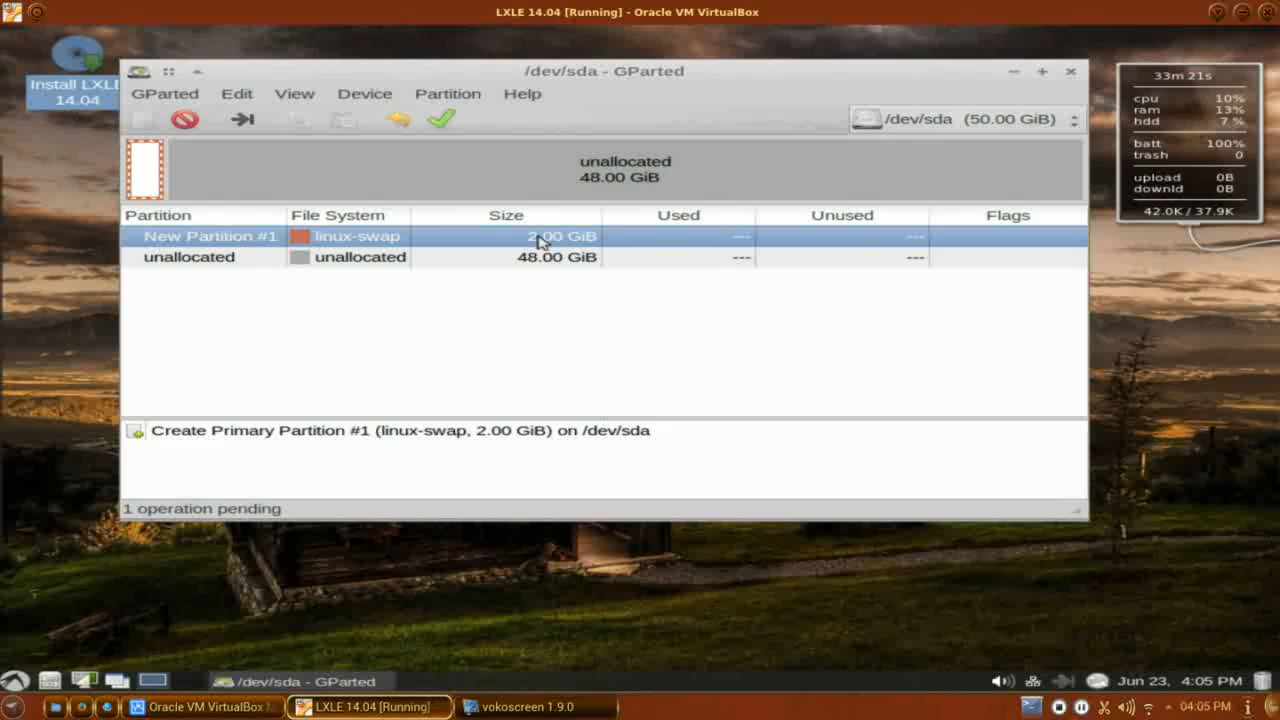 LXLE 14.04 [Running] - Oracle VM VirtualBox
Install LXLE
14.04
/dev/sda - GParted
GParted Edit View Device Partition Help
/dev/sda (50.00 GiB)
unallocated
48.00 GiB
Partition File System Size Used Unused Flags
New Partition #1 linux-swap 2.00 GiB --- ---
unallocated unallocated 48.00 GiB --- ---
Create Primary Partition #1 (linux-swap, 2.00 GiB) on /dev/sda
1 operation pending
33m 21s
cpu 10%
ram 13%
hdd 7 %
batt 100%
trash 0
upload 0B
downld 0B
42.0K / 37.9K
/dev/sda - GParted
Jun 23, 4:05 PM
Oracle VM VirtualBox
LXLE 14.04 [Running]
vokoscreen 1.9.0
04:05 PM